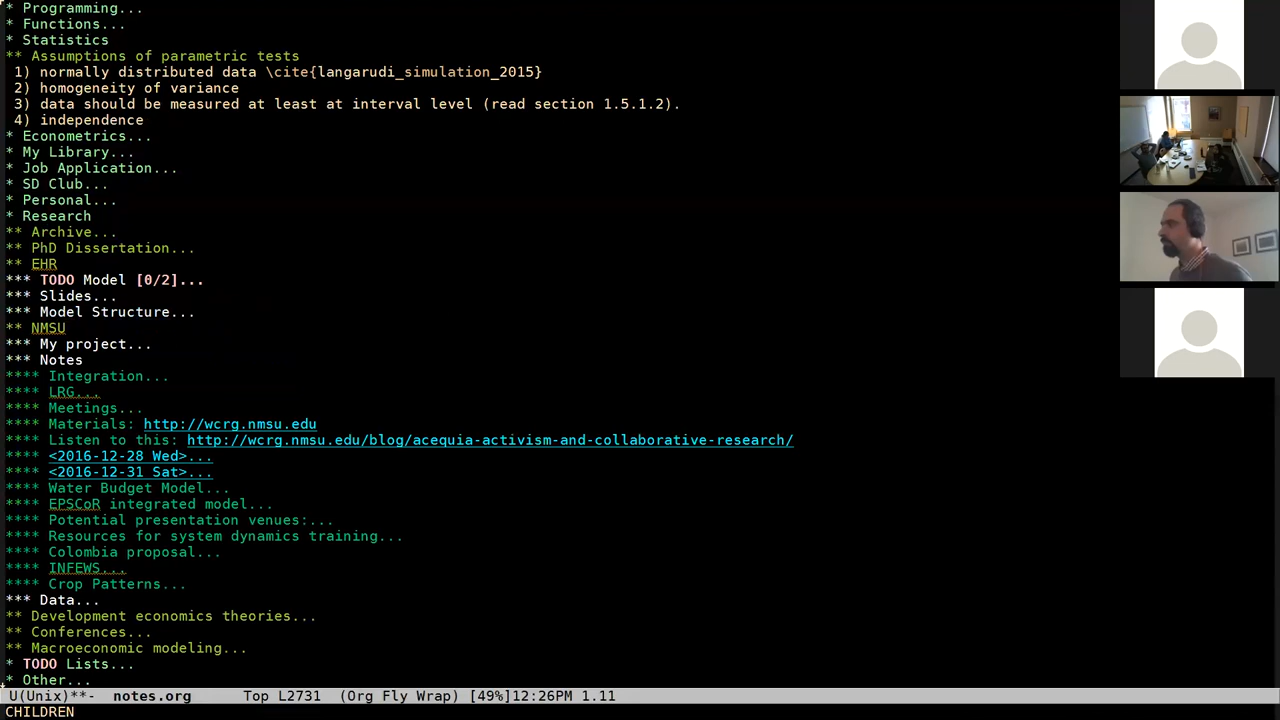 * Programming...
* Functions...
* Statistics
** Assumptions of parametric tests
1) normally distributed data \cite{langarudi_simulation_2015}
2) homogeneity of variance
3) data should be measured at least at interval level (read section 1.5.1.2).
4) independence
* Econometrics...
* My Library...
* Job Application...
* SD Club...
* Personal...
* Research
** Archive...
** PhD Dissertation...
** EHR
*** TODO Model [0/2]...
*** Slides...
*** Model Structure...
** NMSU
*** My project...
*** Notes
**** Integration...
**** LRG...
**** Meetings...
**** Materials: http://wcrg.nmsu.edu
**** Listen to this: http://wcrg.nmsu.edu/blog/acequia-activism-and-collaborative-research/
**** <2016-12-28 Wed>...
**** <2016-12-31 Sat>...
**** Water Budget Model...
**** EPSCoR integrated model...
**** Potential presentation venues:...
**** Resources for system dynamics training...
**** Colombia proposal...
**** INFEWS...
**** Crop Patterns...
*** Data...
** Development economics theories...
** Conferences...
** Macroeconomic modeling...
* TODO Lists...
* Other...
U(Unix)**- notes.org Top L2731 (Org Fly Wrap) [49%]12:26PM 1.11
CHILDREN